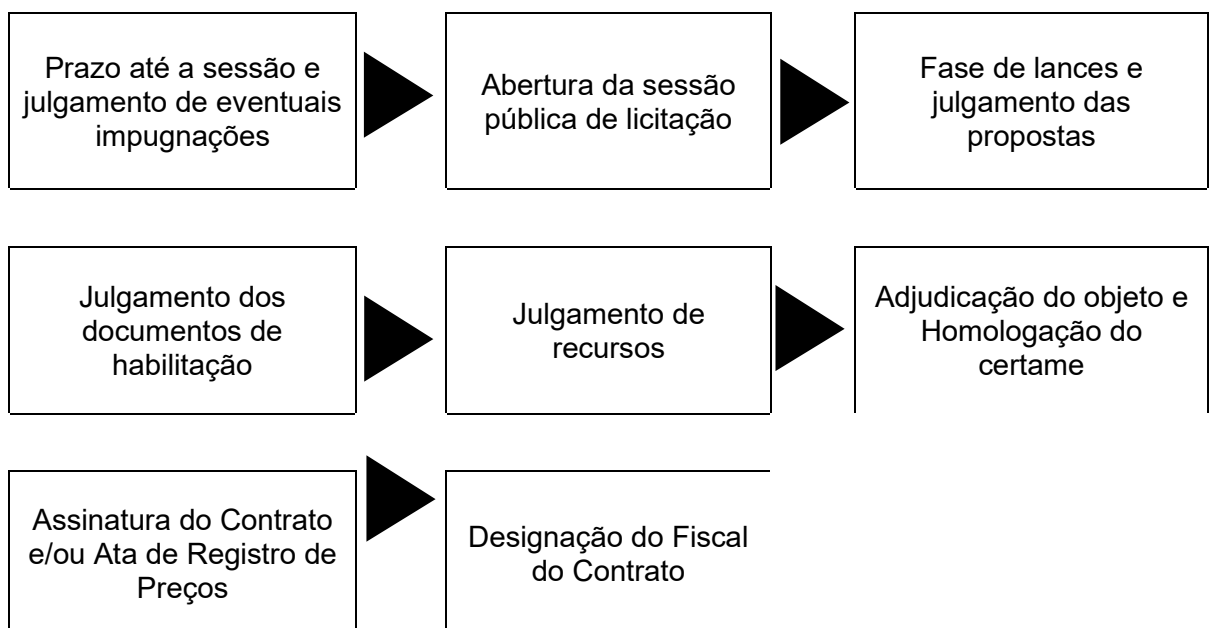 Prazo até a sessão e
julgamento de eventuais
impugnações
Abertura da sessão
pública de licitação
Fase de lances e
julgamento das
propostas
Julgamento dos
documentos de
habilitação
Julgamento de
recursos
Adjudicação do objeto e
Homologação do
certame
Assinatura do Contrato
e/ou Ata de Registro de
Preços
Designação do Fiscal
do Contrato